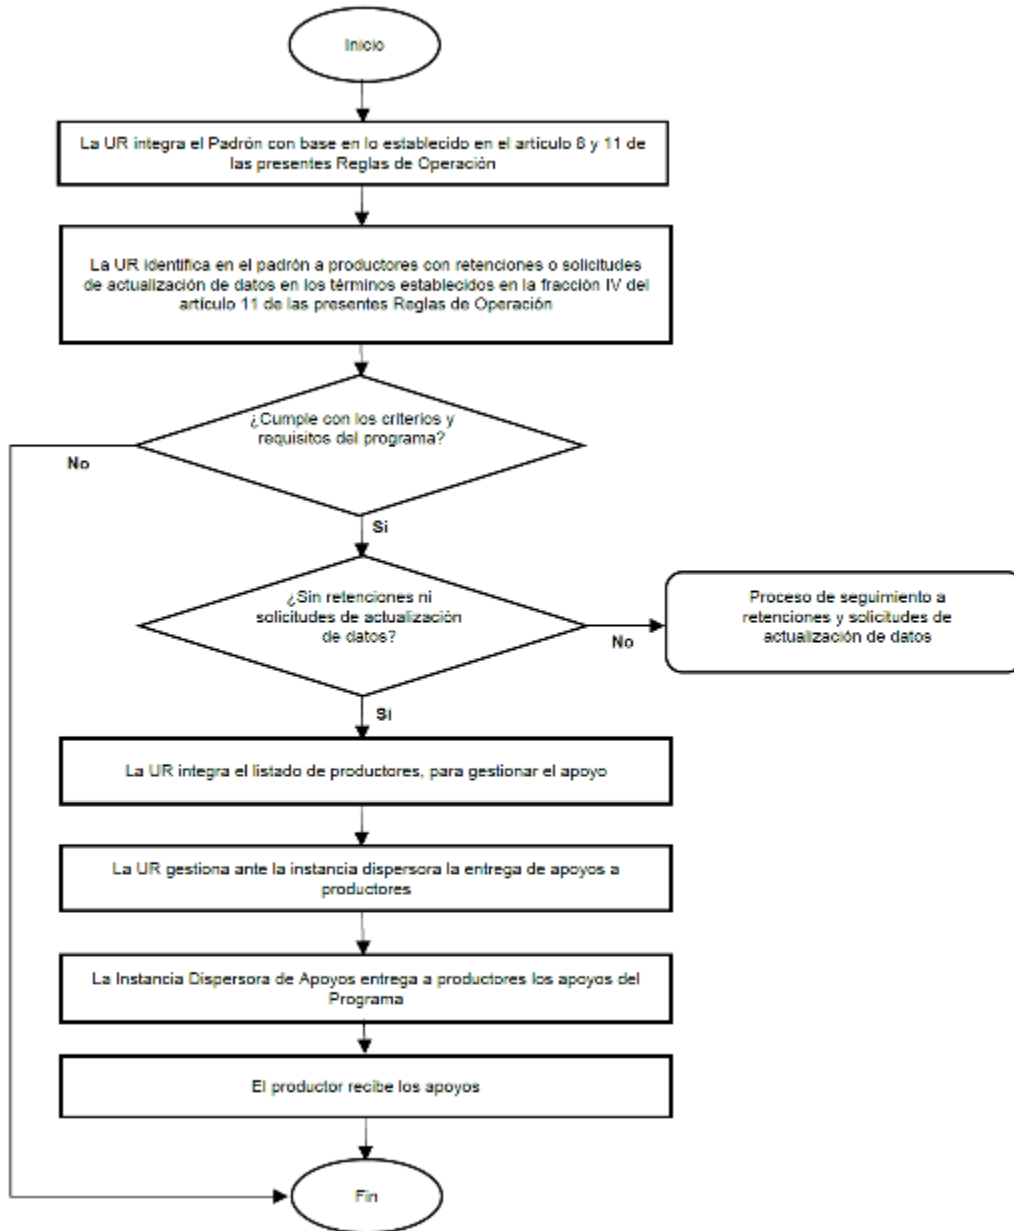 Inicio
La UR integra el Padrón con base en lo establecido en el artículo 8 y 11 de
las presentes Reglas de Operación
La UR identifica en el padrón a productores con retenciones o solicitudes
de actualización de datos en los términos establecidos en la fracción IV del
artículo 11 de las presentes Reglas de Operación
¿Cumple con los criterios y
requisitos del programa?
No
Si
¿Sin retenciones ni
solicitudes de actualización
de datos?
No
Proceso de seguimiento a
retenciones y solicitudes de
actualización de datos
Si
La UR integra el listado de productores, para gestionar el apoyo
La UR gestiona ante la instancia dispersora la entrega de apoyos a
productores
La Instancia Dispersora de Apoyos entrega a productores los apoyos del
Programa
El productor recibe los apoyos
Fin